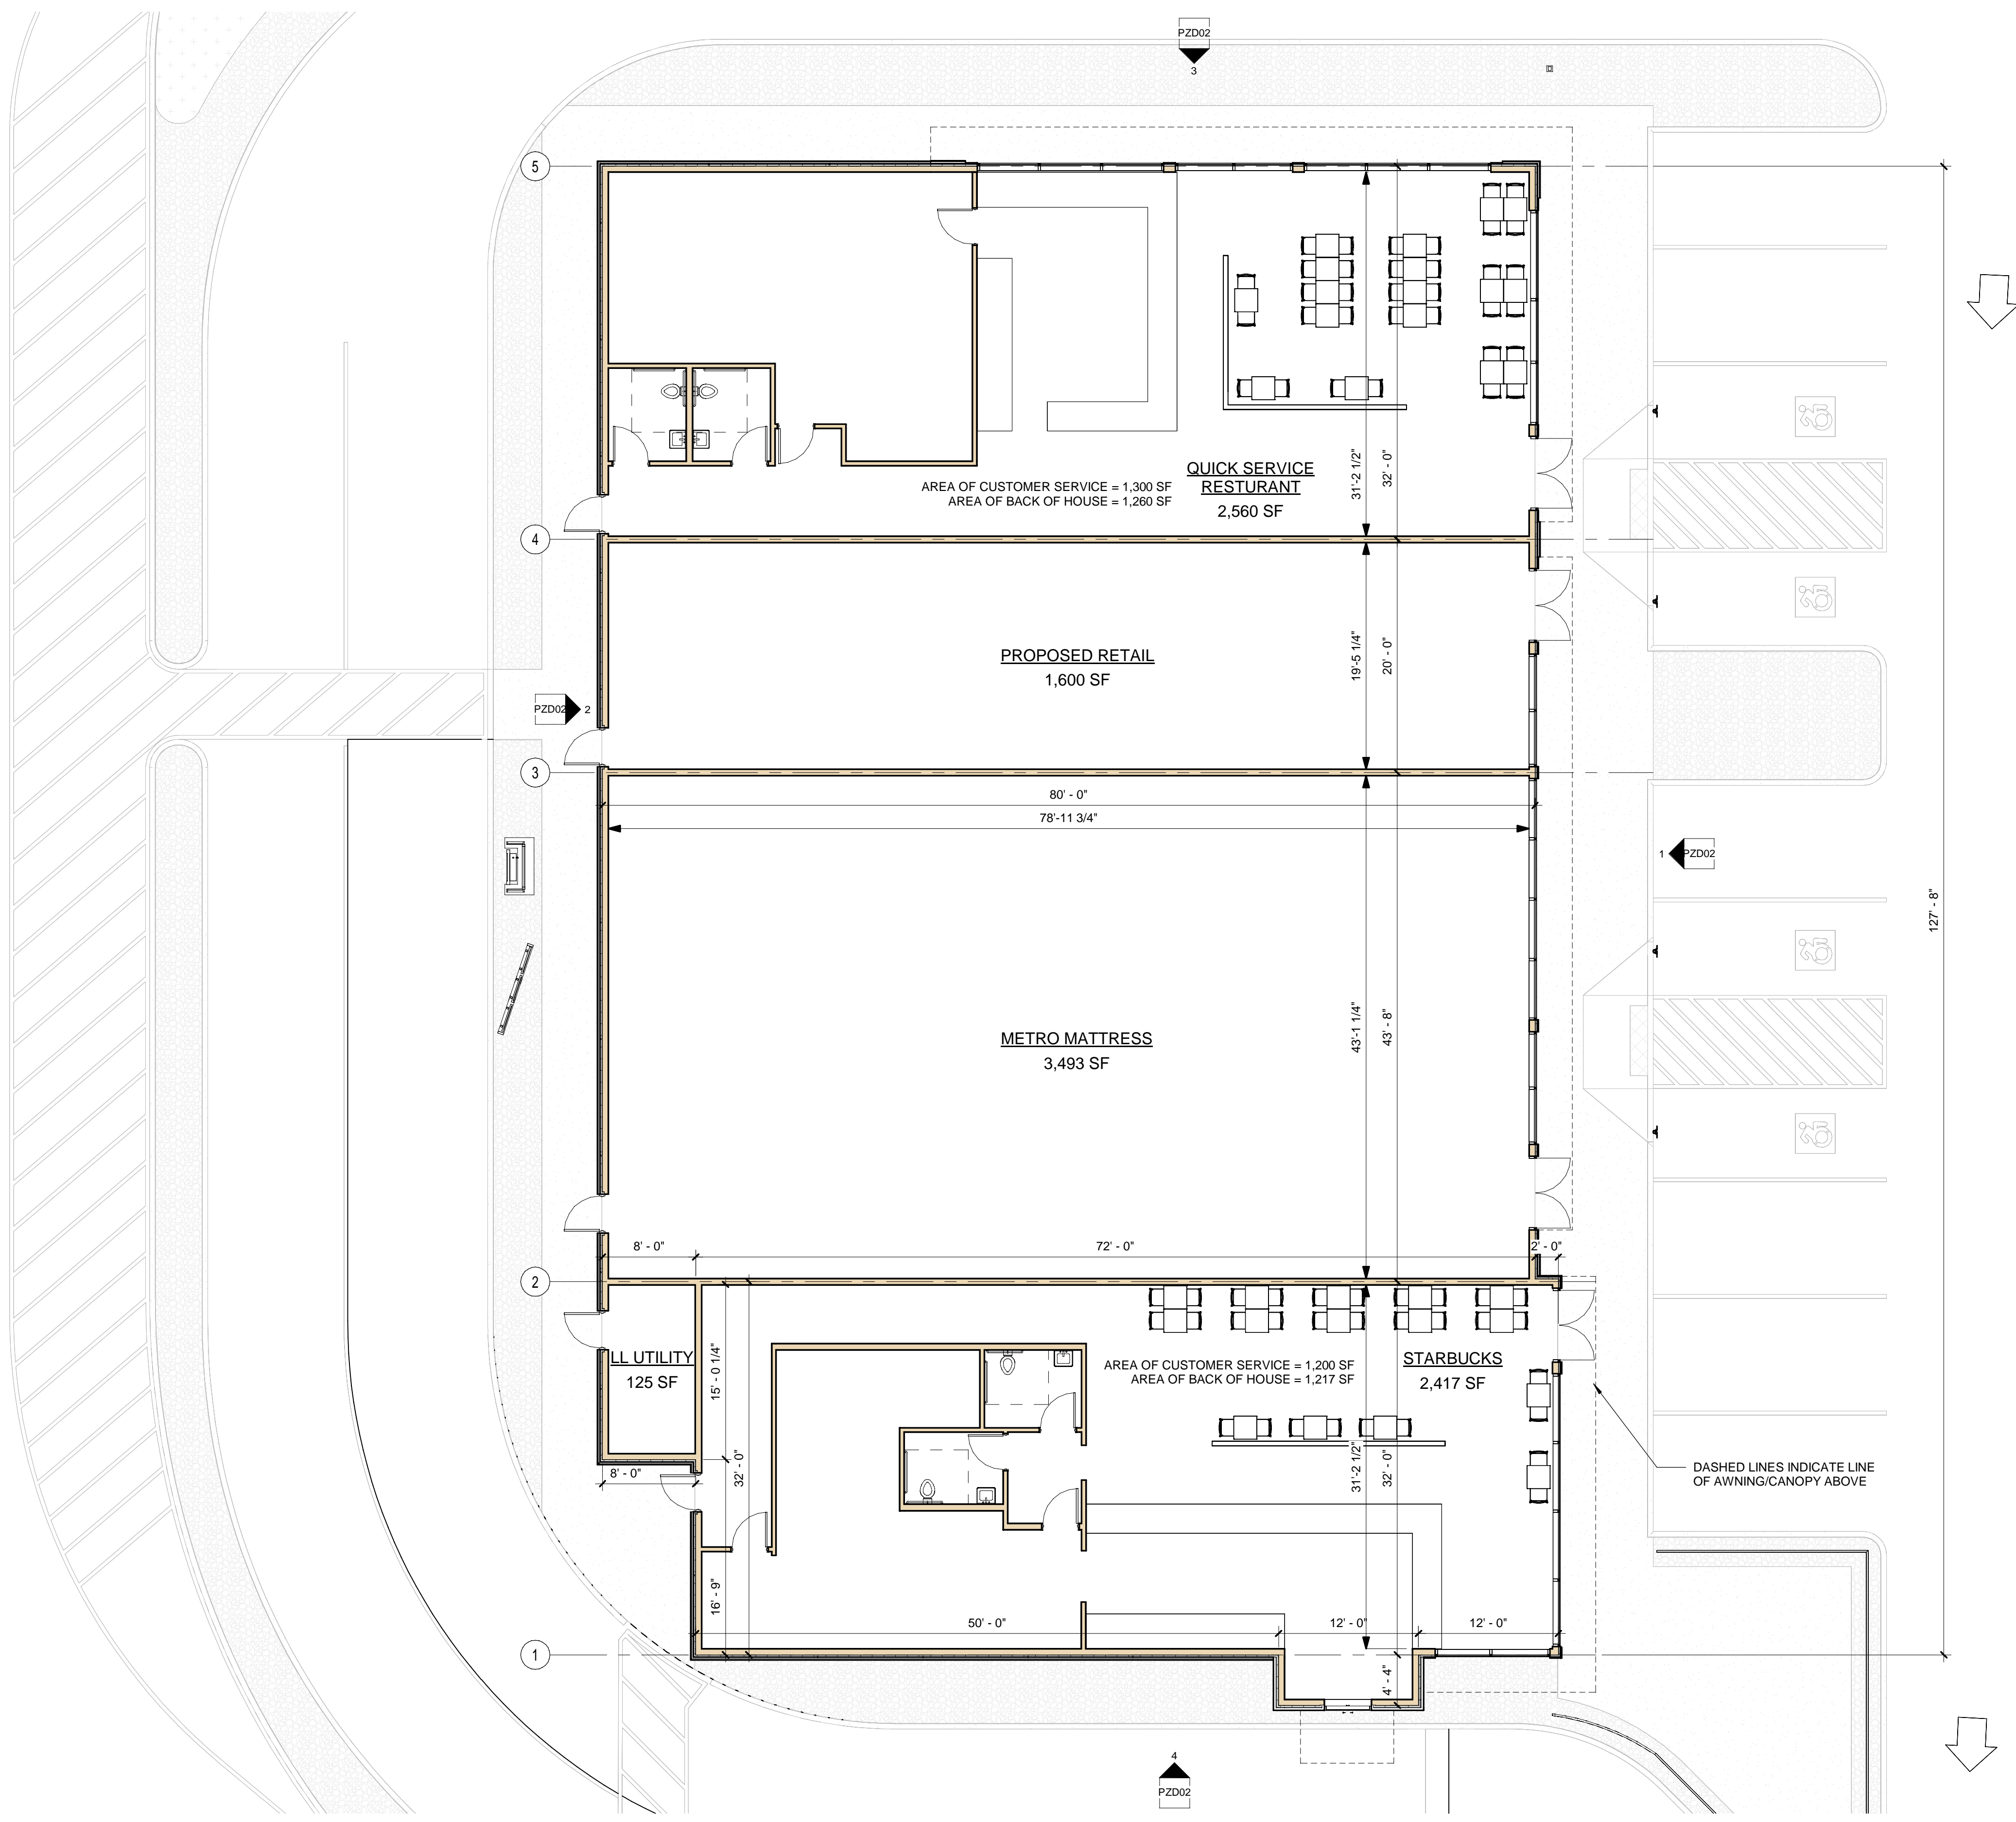 PZD02
3
5
31'-2 1/2"
32' - 0"
QUICK SERVICE
RESTURANT
2,560 SF
AREA OF CUSTOMER SERVICE = 1,300 SF
AREA OF BACK OF HOUSE = 1,260 SF
4
PROPOSED RETAIL
1,600 SF
19'-5 1/4"
20' - 0"
PZD02
2
3
80' - 0"
78'-11 3/4"
1
PZD02
127' - 8"
METRO MATTRESS
3,493 SF
43'-1 1/4"
43' - 8"
8' - 0"
72' - 0"
2' - 0"
2
LL UTILITY
125 SF
15' - 0 1/4"
32' - 0"
AREA OF CUSTOMER SERVICE = 1,200 SF
AREA OF BACK OF HOUSE = 1,217 SF
STARBUCKS
2,417 SF
8' - 0"
31'-2 1/2"
32' - 0"
DASHED LINES INDICATE LINE
OF AWNING/CANOPY ABOVE
16' - 9"
50' - 0"
12' - 0"
12' - 0"
1
4' - 4"
4
PZD02